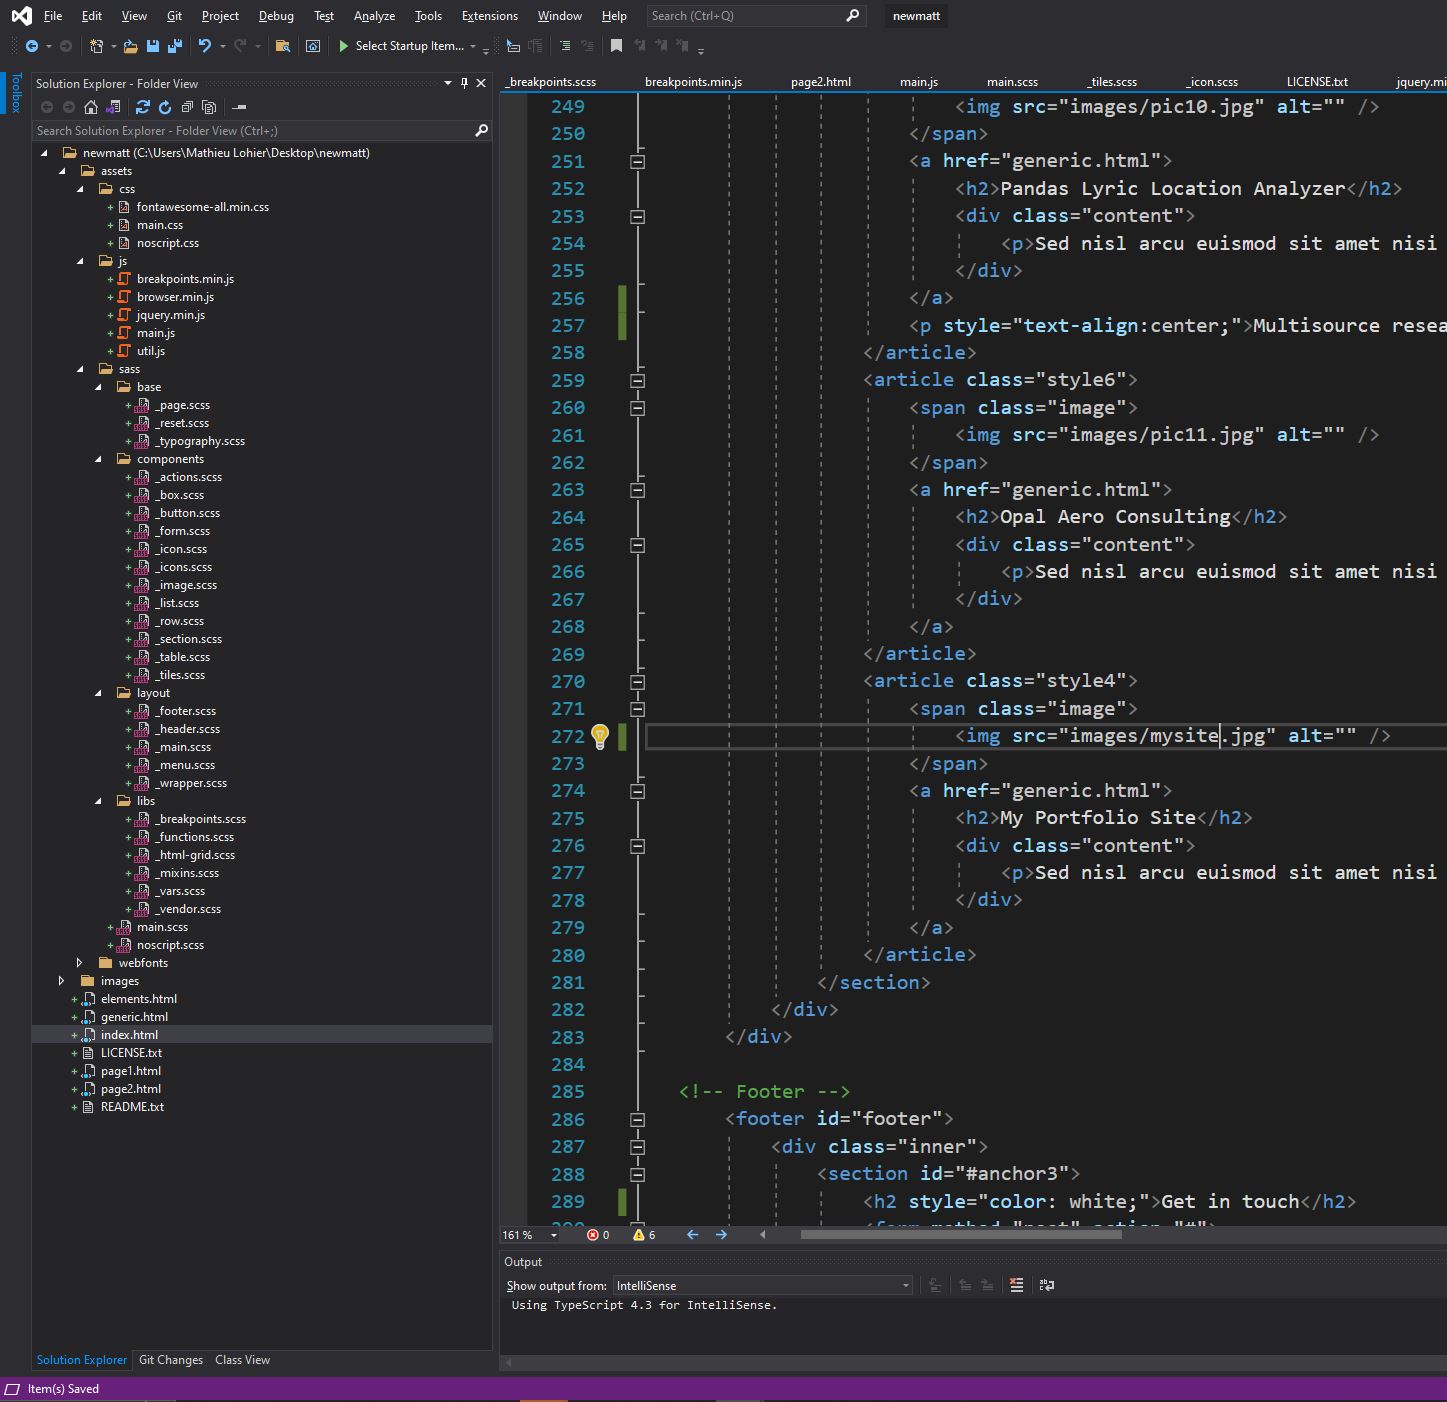 File Edit View Git Project Debug Test Analyze Tools Extensions Window Help Search (Ctrl+Q) newmatt
Select Startup Item...
Toolbox
Solution Explorer - Folder View
Search Solution Explorer - Folder View (Ctrl+;)
newmatt (C:\Users\Mathieu Lohier\Desktop\newmatt)
assets
css
fontawesome-all.min.css
main.css
noscript.css
js
breakpoints.min.js
browser.min.js
jquery.min.js
main.js
util.js
sass
base
_page.scss
_reset.scss
_typography.scss
components
_actions.scss
_box.scss
_button.scss
_form.scss
_icon.scss
_icons.scss
_image.scss
_list.scss
_row.scss
_section.scss
_table.scss
_tiles.scss
layout
_footer.scss
_header.scss
_main.scss
_menu.scss
_wrapper.scss
libs
_breakpoints.scss
_functions.scss
_html-grid.scss
_mixins.scss
_vars.scss
_vendor.scss
main.scss
noscript.scss
webfonts
images
elements.html
generic.html
index.html
LICENSE.txt
page1.html
page2.html
README.txt
Solution Explorer Git Changes Class View
_breakpoints.scss breakpoints.min.js page2.html main.js main.scss _tiles.scss _icon.scss LICENSE.txt jquery.mi
249 <img src="images/pic10.jpg" alt="" />
250 </span>
251 <a href="generic.html">
252 <h2>Pandas Lyric Location Analyzer</h2>
253 <div class="content">
254 <p>Sed nisl arcu euismod sit amet nisi
255 </div>
256 </a>
257 <p style="text-align:center;">Multisource resea
258 </article>
259 <article class="style6">
260 <span class="image">
261 <img src="images/pic11.jpg" alt="" />
262 </span>
263 <a href="generic.html">
264 <h2>Opal Aero Consulting</h2>
265 <div class="content">
266 <p>Sed nisl arcu euismod sit amet nisi
267 </div>
268 </a>
269 </article>
270 <article class="style4">
271 <span class="image">
272 <img src="images/mysite.jpg" alt="" />
273 </span>
274 <a href="generic.html">
275 <h2>My Portfolio Site</h2>
276 <div class="content">
277 <p>Sed nisl arcu euismod sit amet nisi
278 </div>
279 </a>
280 </article>
281 </section>
282 </div>
283 </div>
284
285 <!-- Footer -->
286 <footer id="footer">
287 <div class="inner">
288 <section id="#anchor3">
289 <h2 style="color: white;">Get in touch</h2>
290 <form method="post" action="#">
161 % 0 6
Output
Show output from: IntelliSense
Using TypeScript 4.3 for IntelliSense.
Item(s) Saved